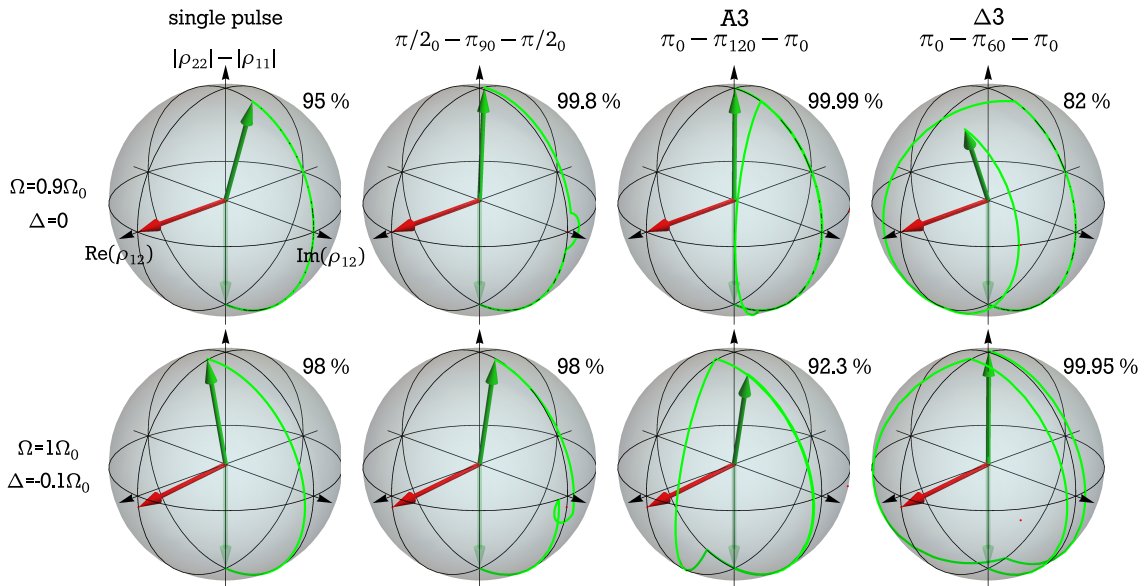 single pulse
A3
Δ3
π/2₀ − π₉₀ − π/2₀
π₀ − π₁₂₀ − π₀
π₀ − π₆₀ − π₀
|ρ₂₂| − |ρ₁₁|
95 %
99.8 %
99.99 %
82 %
Ω=0.9Ω₀
Δ=0
Re(ρ₁₂)
Im(ρ₁₂)
98 %
98 %
92.3 %
99.95 %
Ω=1Ω₀
Δ=-0.1Ω₀